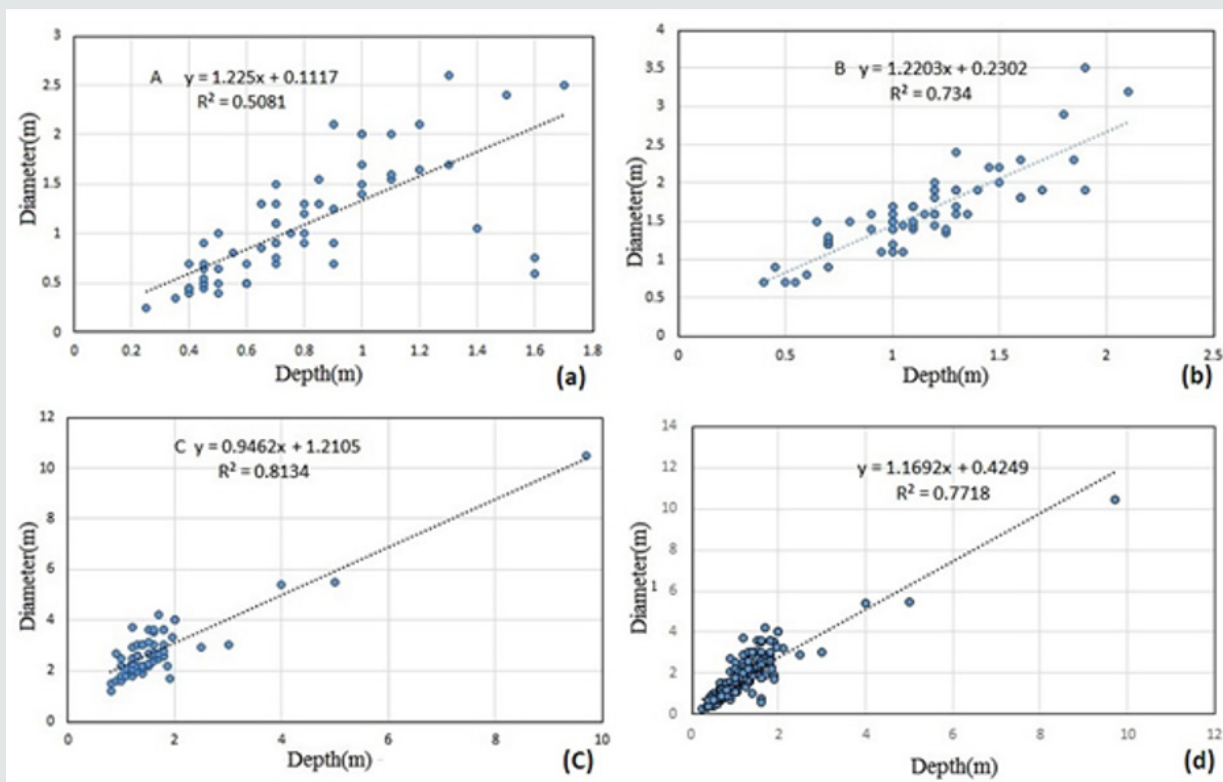 3
2.5
2
1.5
1
0.5
0
Diameter(m)
A y = 1.225x + 0.1117
R² = 0.5081
0 0.2 0.4 0.6 0.8 1 1.2 1.4 1.6 1.8
Depth(m)
(a)
4
3.5
3
2.5
2
1.5
1
0.5
0
Diameter(m)
B y = 1.2203x + 0.2302
R² = 0.734
0 0.5 1 1.5 2 2.5
Depth(m)
(b)
12
10
8
6
4
2
0
Diameter(m)
C y = 0.9462x + 1.2105
R² = 0.8134
0 2 4 6 8 10
Depth(m)
(C)
14
12
10
8
6
4
2
0
Diameter(m)
1
y = 1.1692x + 0.4249
R² = 0.7718
0 2 4 6 8 10 12
Depth(m)
(d)